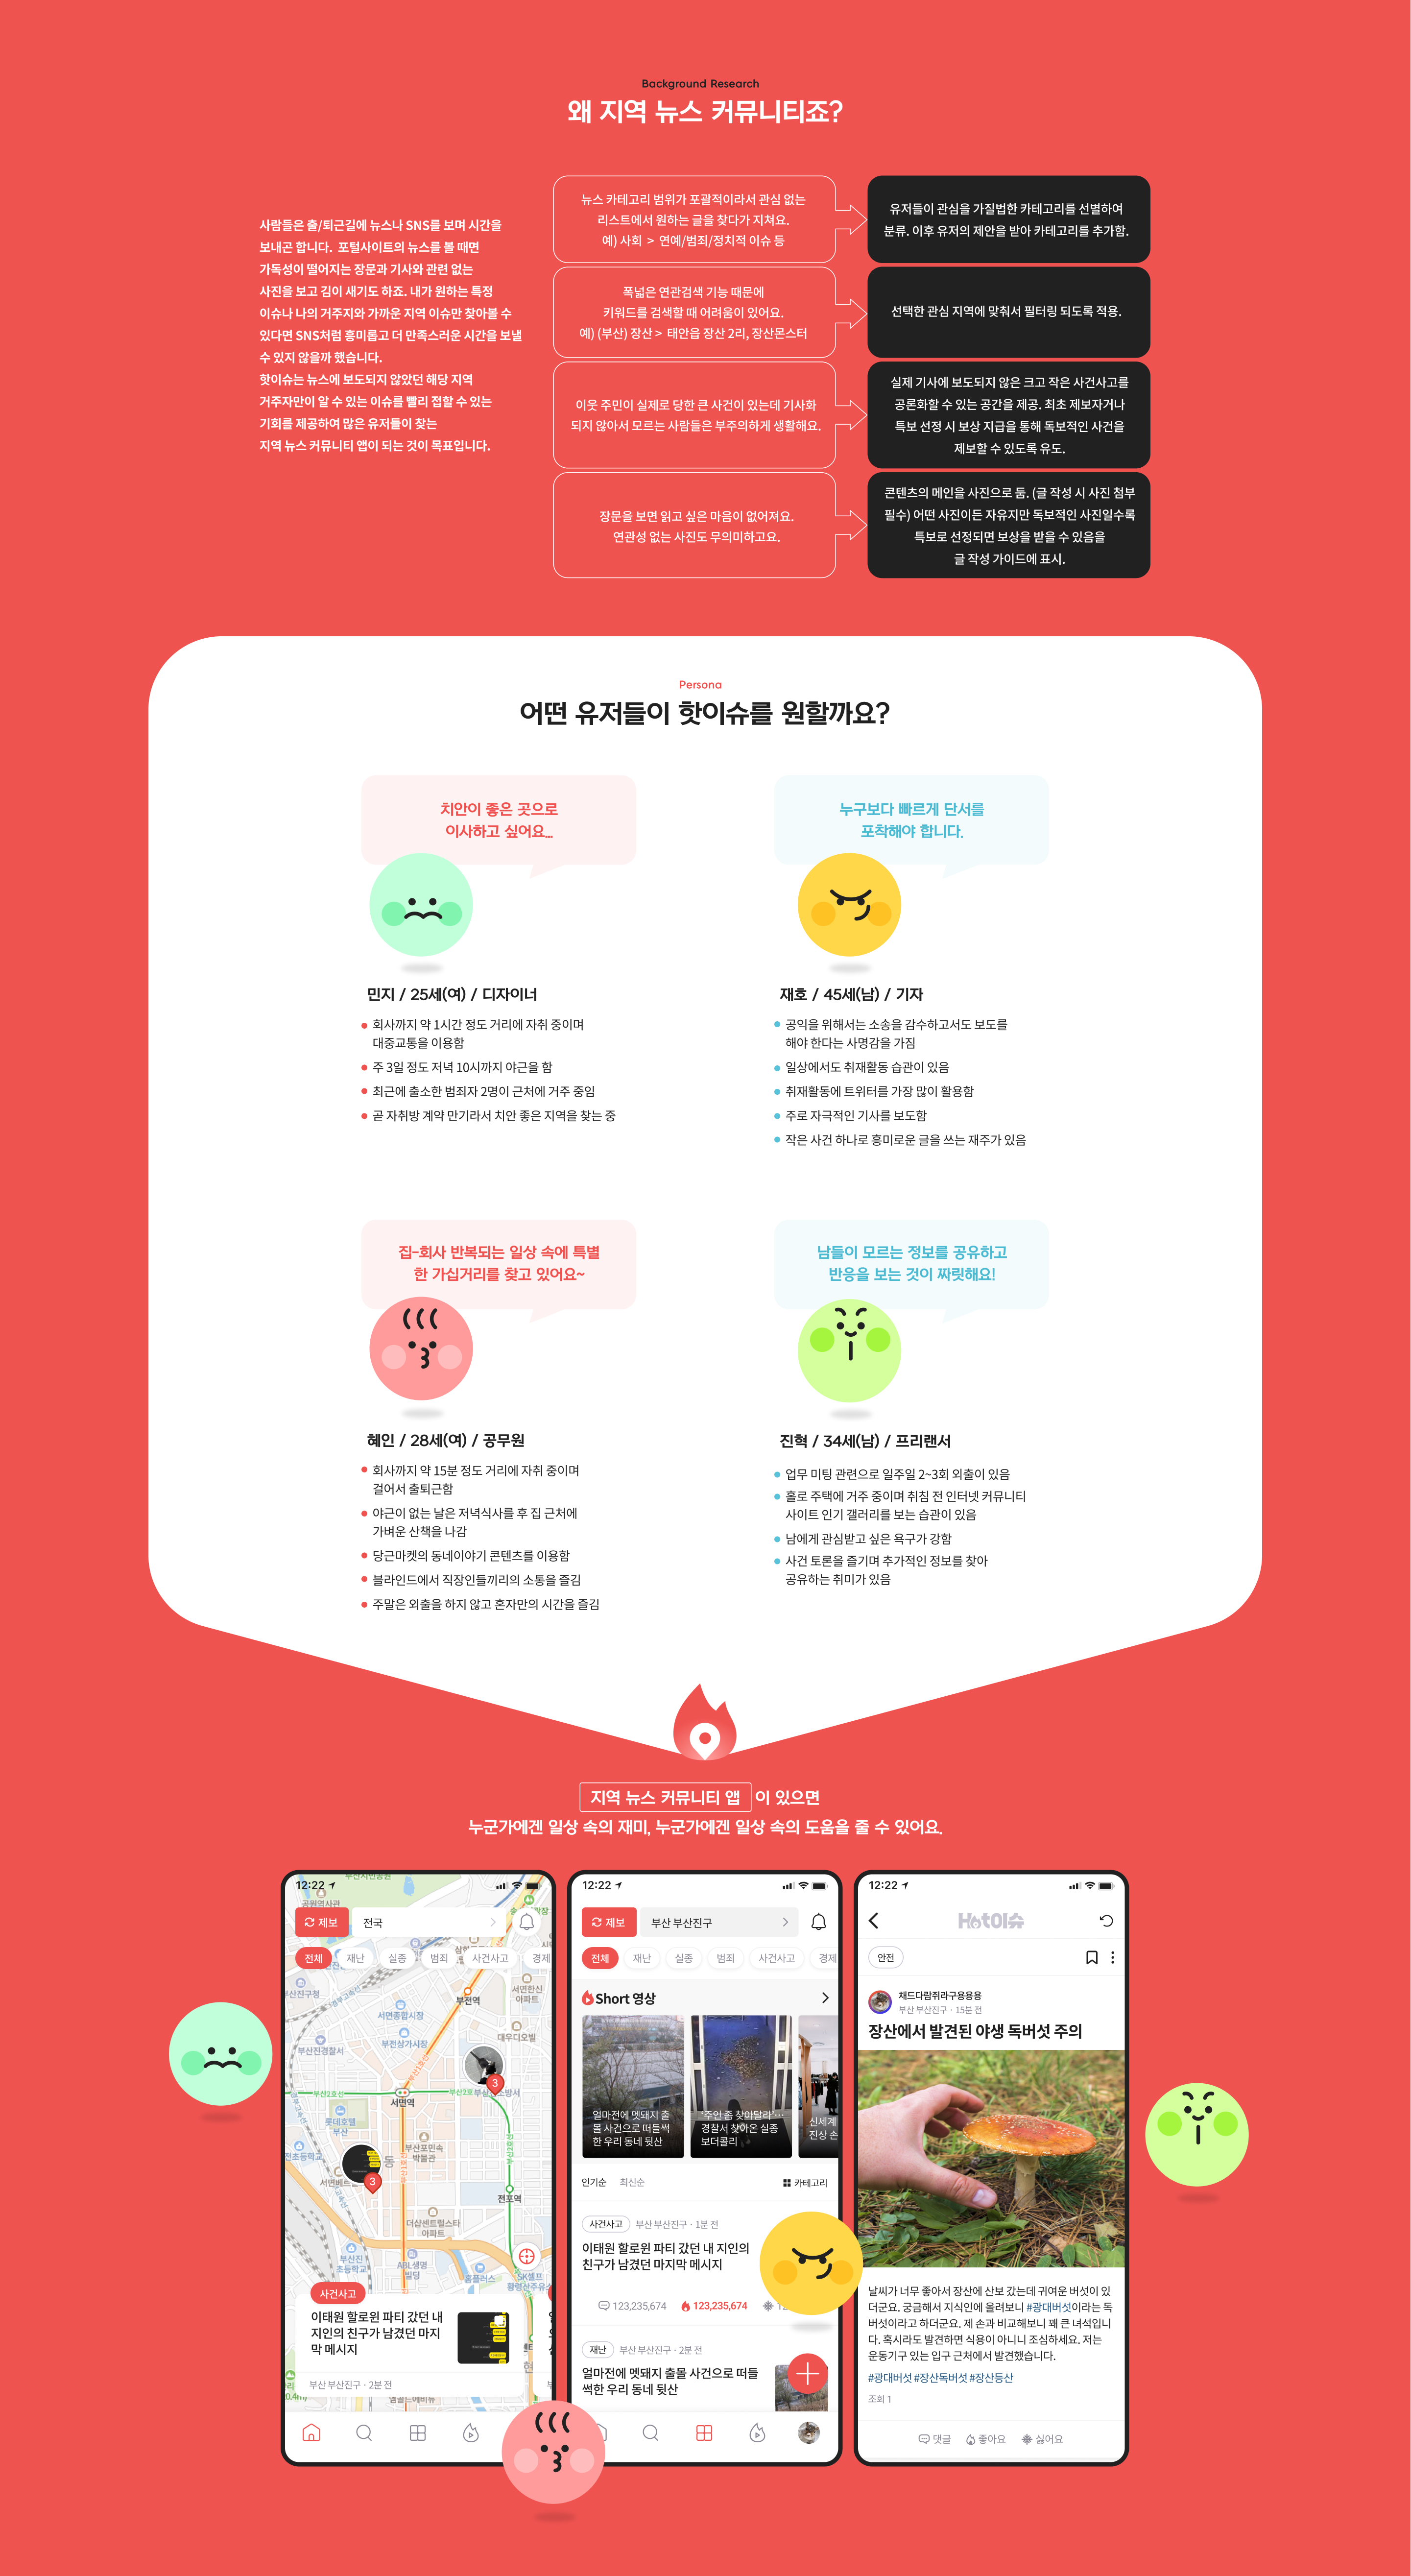 Background Research
왜 지역 뉴스 커뮤니티죠?
사람들은 출/퇴근길에 뉴스나 SNS를 보며 시간을
보내곤 합니다. 포털사이트의 뉴스를 볼 때면
가독성이 떨어지는 장문과 기사와 관련 없는
사진을 보고 김이 새기도 하죠. 내가 원하는 특정
이슈나 나의 거주지와 가까운 지역 이슈만 찾아볼 수
있다면 SNS처럼 흥미롭고 더 만족스러운 시간을 보낼
수 있지 않을까 했습니다.
핫이슈는 뉴스에 보도되지 않았던 해당 지역
거주자만이 알 수 있는 이슈를 빨리 접할 수 있는
기회를 제공하여 많은 유저들이 찾는
지역 뉴스 커뮤니티 앱이 되는 것이 목표입니다.
뉴스 카테고리 범위가 포괄적이라서 관심 없는
리스트에서 원하는 글을 찾다가 지쳐요.
예) 사회 > 연예/범죄/정치적 이슈 등
유저들이 관심을 가질법한 카테고리를 선별하여
분류. 이후 유저의 제안을 받아 카테고리를 추가함.
폭넓은 연관검색 기능 때문에
키워드를 검색할 때 어려움이 있어요.
예) (부산) 장산 > 태안읍 장산 2리, 장산몬스터
선택한 관심 지역에 맞춰서 필터링 되도록 적용.
이웃 주민이 실제로 당한 큰 사건이 있는데 기사화
되지 않아서 모르는 사람들은 부주의하게 생활해요.
실제 기사에 보도되지 않은 크고 작은 사건사고를
공론화할 수 있는 공간을 제공. 최초 제보자거나
특보 선정 시 보상 지급을 통해 독보적인 사건을
제보할 수 있도록 유도.
장문을 보면 읽고 싶은 마음이 없어져요.
연관성 없는 사진도 무의미하고요.
콘텐츠의 메인을 사진으로 둠. (글 작성 시 사진 첨부
필수) 어떤 사진이든 자유지만 독보적인 사진일수록
특보로 선정되면 보상을 받을 수 있음을
글 작성 가이드에 표시.
Persona
어떤 유저들이 핫이슈를 원할까요?
치안이 좋은 곳으로
이사하고 싶어요...
민지 / 25세(여) / 디자이너
회사까지 약 1시간 정도 거리에 자취 중이며
대중교통을 이용함
주 3일 정도 저녁 10시까지 야근을 함
최근에 출소한 범죄자 2명이 근처에 거주 중임
곧 자취방 계약 만기라서 치안 좋은 지역을 찾는 중
누구보다 빠르게 단서를
포착해야 합니다.
재호 / 45세(남) / 기자
공익을 위해서는 소송을 감수하고서도 보도를
해야 한다는 사명감을 가짐
일상에서도 취재활동 습관이 있음
취재활동에 트위터를 가장 많이 활용함
주로 자극적인 기사를 보도함
작은 사건 하나로 흥미로운 글을 쓰는 재주가 있음
집-회사 반복되는 일상 속에 특별
한 가십거리를 찾고 있어요~
혜인 / 28세(여) / 공무원
회사까지 약 15분 정도 거리에 자취 중이며
걸어서 출퇴근함
야근이 없는 날은 저녁식사를 후 집 근처에
가벼운 산책을 나감
당근마켓의 동네이야기 콘텐츠를 이용함
블라인드에서 직장인들끼리의 소통을 즐김
주말은 외출을 하지 않고 혼자만의 시간을 즐김
남들이 모르는 정보를 공유하고
반응을 보는 것이 짜릿해요!
진혁 / 34세(남) / 프리랜서
업무 미팅 관련으로 일주일 2~3회 외출이 있음
홀로 주택에 거주 중이며 취침 전 인터넷 커뮤니티
사이트 인기 갤러리를 보는 습관이 있음
남에게 관심받고 싶은 욕구가 강함
사건 토론을 즐기며 추가적인 정보를 찾아
공유하는 취미가 있음
지역 뉴스 커뮤니티 앱 이 있으면
누군가에겐 일상 속의 재미, 누군가에겐 일상 속의 도움을 줄 수 있어요.
12:22
제보 전국
전체 재난 실종 범죄 사건사고 경제
부전역
서면한신
아파트
서면종합시장
부전상가시장
대우디오빌
부산진경찰서
3
부산2호선
서면역
롯데호텔
부산
부산포민속
박물관
동
3
전포역
더샵센트럴스타
아파트
부산진
초등학교
ABL생명
빌딩
홈플러스
SK셀프
사건사고
이태원 할로윈 파티 갔던 내
지인의 친구가 남겼던 마지
막 메시지
부산 부산진구 · 2분 전
12:22
제보 부산 부산진구
전체 재난 실종 범죄 사건사고 경제
Short 영상
얼마전에 멧돼지 출
몰 사건으로 떠들썩
한 우리 동네 뒷산
'주인 좀 찾아달라'…
경찰서 찾아온 실종
보더콜리
신세계
진상 손
인기순 최신순 카테고리
사건사고 부산 부산진구 · 1분 전
이태원 할로윈 파티 갔던 내 지인의
친구가 남겼던 마지막 메시지
123,235,674 123,235,674
재난 부산 부산진구 · 2분 전
얼마전에 멧돼지 출몰 사건으로 떠들
썩한 우리 동네 뒷산
12:22
Hot이슈
안전
채드다람쥐라구용용용
부산 부산진구 · 15분 전
장산에서 발견된 야생 독버섯 주의
날씨가 너무 좋아서 장산에 산보 갔는데 귀여운 버섯이 있
더군요. 궁금해서 지식인에 올려보니 #광대버섯이라는 독
버섯이라고 하더군요. 제 손과 비교해보니 꽤 큰 녀석입니
다. 혹시라도 발견하면 식용이 아니니 조심하세요. 저는
운동기구 있는 입구 근처에서 발견했습니다.
#광대버섯 #장산독버섯 #장산등산
조회 1
댓글 좋아요 싫어요